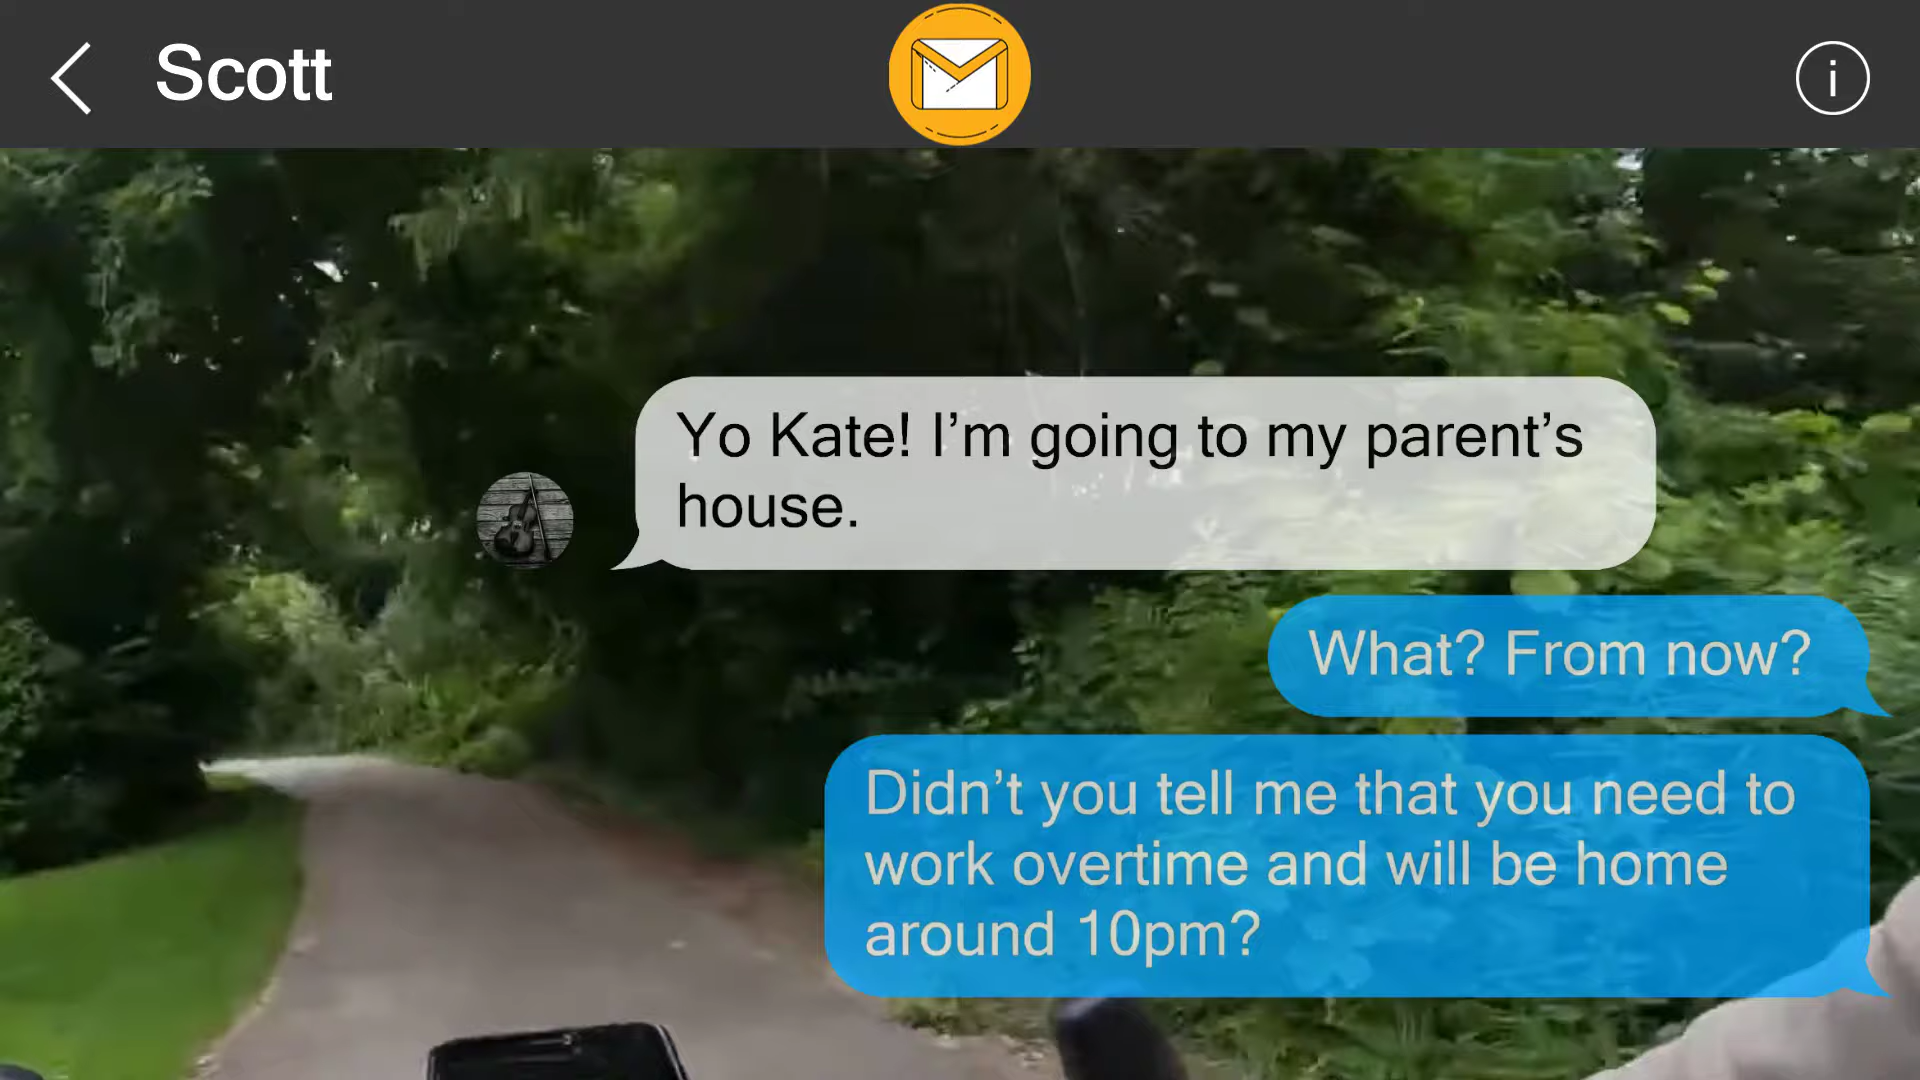 Scott
i
Yo Kate! I’m going to my parent’s
house.
What? From now?
Didn’t you tell me that you need to
work overtime and will be home
around 10pm?